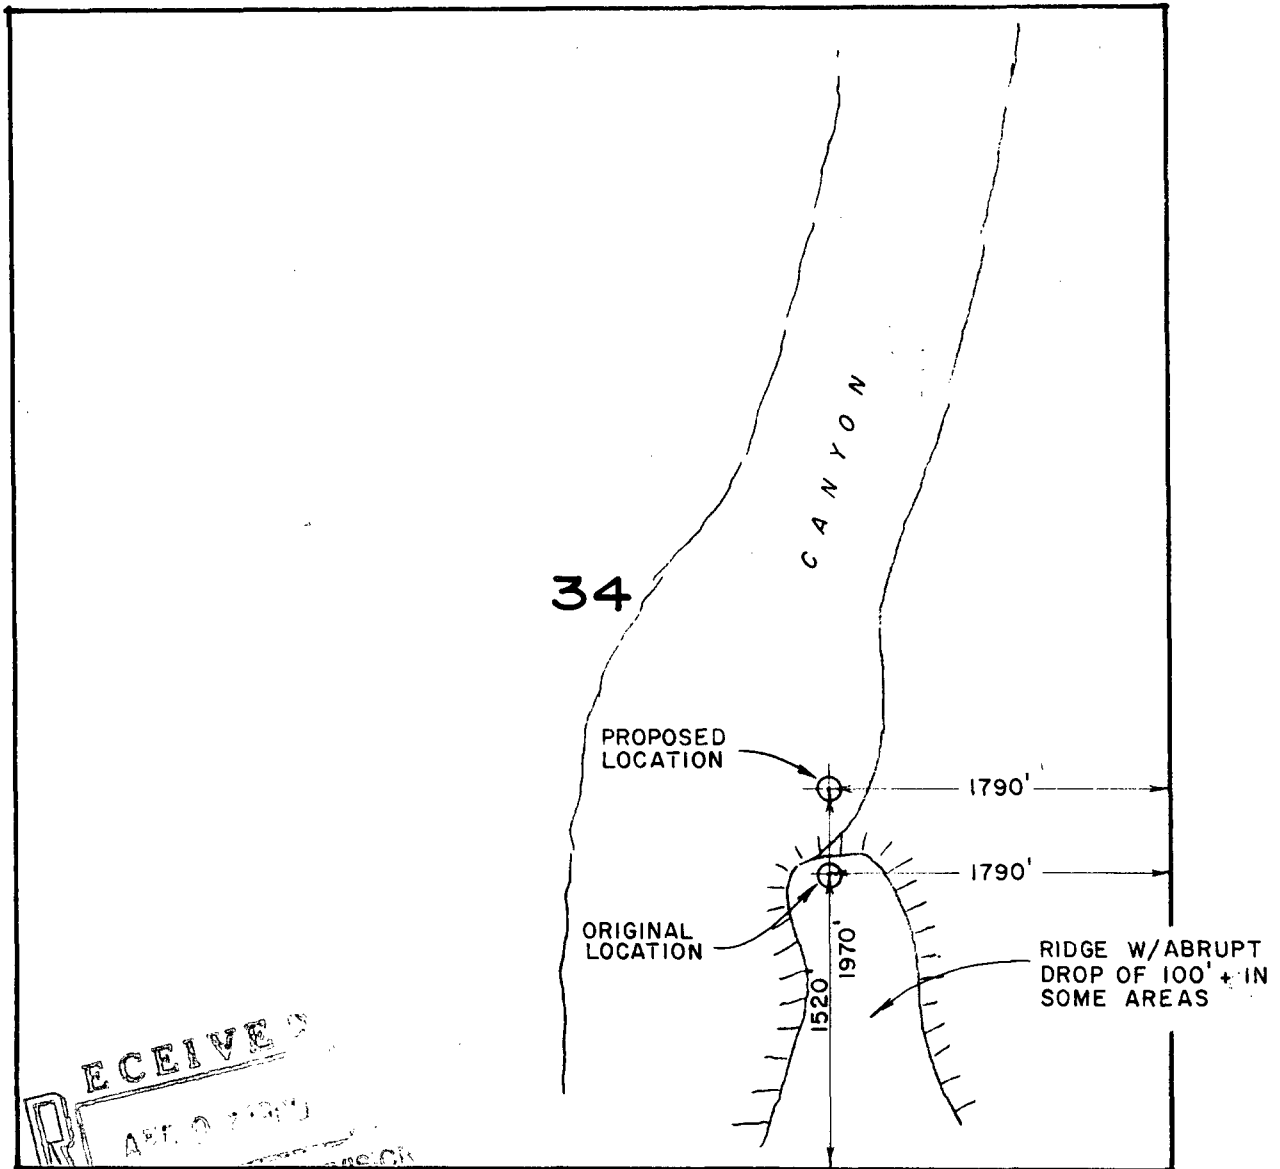 CANYON
34
PROPOSED
LOCATION
1790'
1790'
ORIGINAL
LOCATION
1520'
1970'
RIDGE W/ABRUPT
DROP OF 100'+ IN
SOME AREAS
RECEIVE